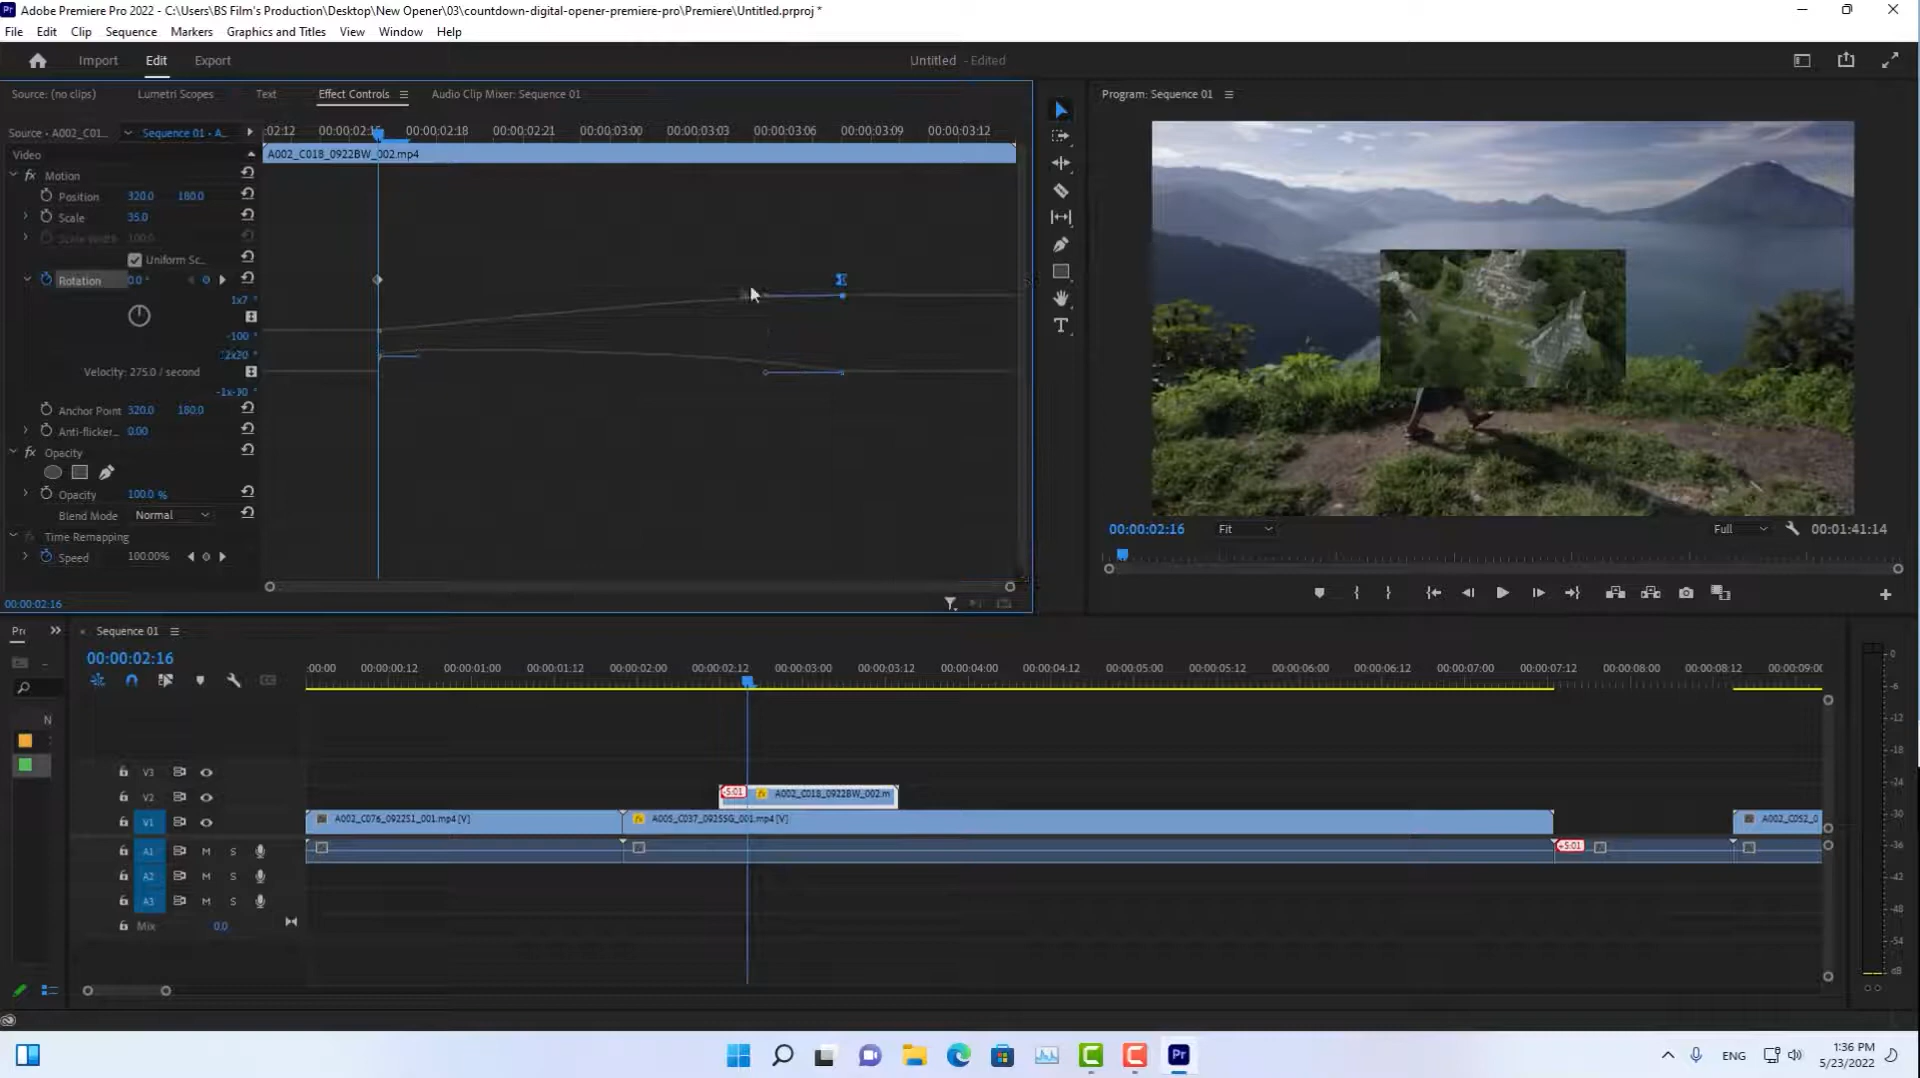 Adobe Premiere Pro 2022 - C:\Users\BS Film's Production\Desktop\New Opener\03\countdown-digital-opener-premiere-pro\Premiere\Untitled.prproj *
File Edit Clip Sequence Markers Graphics and Titles View Window Help
Import Edit Export
Untitled - Edited
Source: (no clips) Lumetri Scopes Text Effect Controls Audio Clip Mixer: Sequence 01
Program: Sequence 01
Source · A002_C01... Sequence 01 · A...
:02:12 00:00:02:15 00:00:02:18 00:00:02:21 00:00:03:00 00:00:03:03 00:00:03:06 00:00:03:09 00:00:03:12
Video
A002_C018_0922BW_002.mp4
fx Motion
Position 320.0 180.0
Scale 35.0
Scale Width 100.0
Uniform Sc...
Rotation 0.0 °
1x7 °
-100 °
2x20 °
Velocity: 275.0 / second
-1x-30 °
Anchor Point 320.0 180.0
Anti-flicker... 0.00
fx Opacity
Opacity 100.0 %
Blend Mode Normal
fx Time Remapping
Speed 100.00%
00:00:02:16
00:00:02:16 Fit Full 00:01:41:14
Pr
Sequence 01
00:00:02:16
:00:00 00:00:00:12 00:00:01:00 00:00:01:12 00:00:02:00 00:00:02:12 00:00:03:00 00:00:03:12 00:00:04:00 00:00:04:12 00:00:05:00 00:00:05:12 00:00:06:00 00:00:06:12 00:00:07:00 00:00:07:12 00:00:08:00 00:00:08:12 00:00:09:00
CC
N
V3
V2
-5:01 fx A002_C018_0922BW_002.m
V1
A002_C076_0922S1_001.mp4 [V]
fx A005_C037_0925SG_001.mp4 [V]
A002_C052_0
A1 M S
+5:01
A2 M S
A3 M S
Mix 0.0
0
-6
-12
-18
-24
-30
-36
-42
-48
-54
dB
Pr
ENG
1:36 PM
5/23/2022